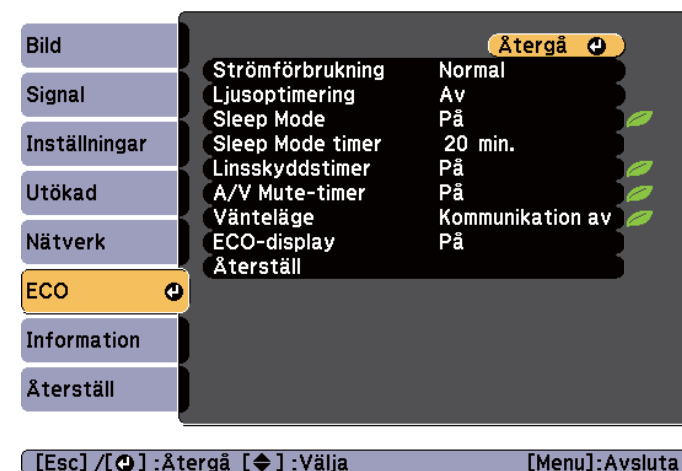 Bild
Signal
Inställningar
Utökad
Nätverk
ECO
Information
Återställ
Återgå
Strömförbrukning Normal
Ljusoptimering Av
Sleep Mode På
Sleep Mode timer 20 min.
Linsskyddstimer På
A/V Mute-timer På
Vänteläge Kommunikation av
ECO-display På
Återställ
[Esc] /[⏎] :Återgå [◆] :Välja [Menu]:Avsluta